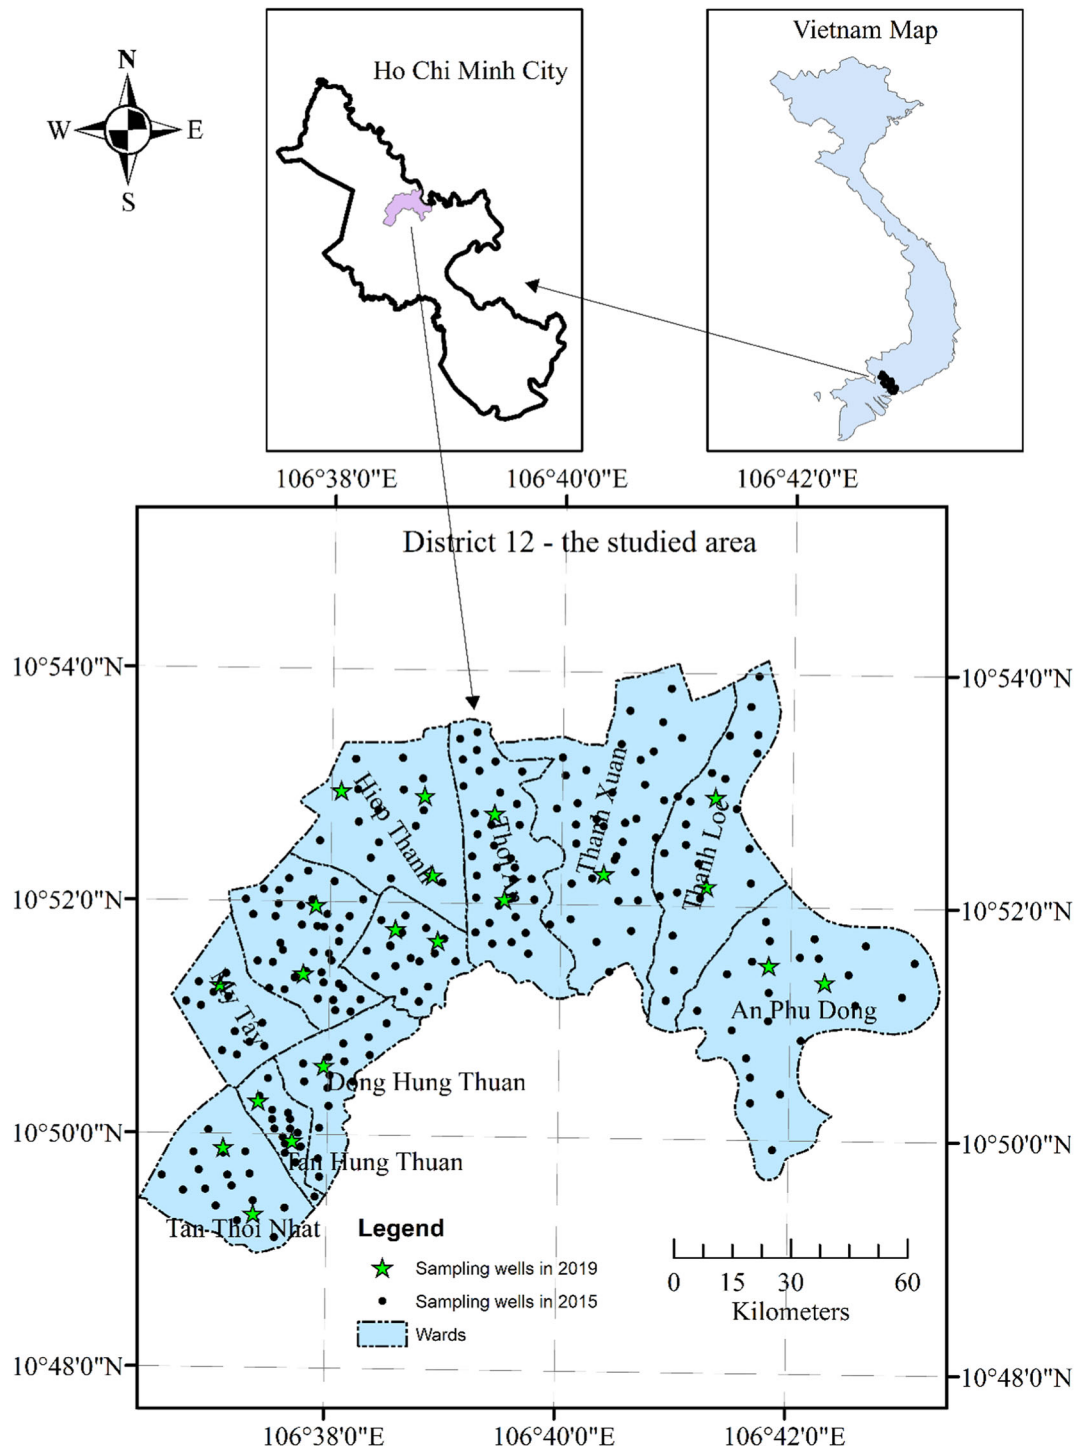 N
W E
S
Ho Chi Minh City
Vietnam Map
106°38'0"E 106°40'0"E 106°42'0"E
District 12 - the studied area
10°54'0"N
10°54'0"N
Hiep Thanh
Thoi An
Thanh Xuan
Thanh Loc
10°52'0"N
10°52'0"N
My Tay
An Phu Dong
Dong Hung Thuan
10°50'0"N
10°50'0"N
Tan Hung Thuan
Tan Thoi Nhat
Legend
Sampling wells in 2019
Sampling wells in 2015
Wards
0 15 30 60
Kilometers
10°48'0"N
10°48'0"N
106°38'0"E 106°40'0"E 106°42'0"E